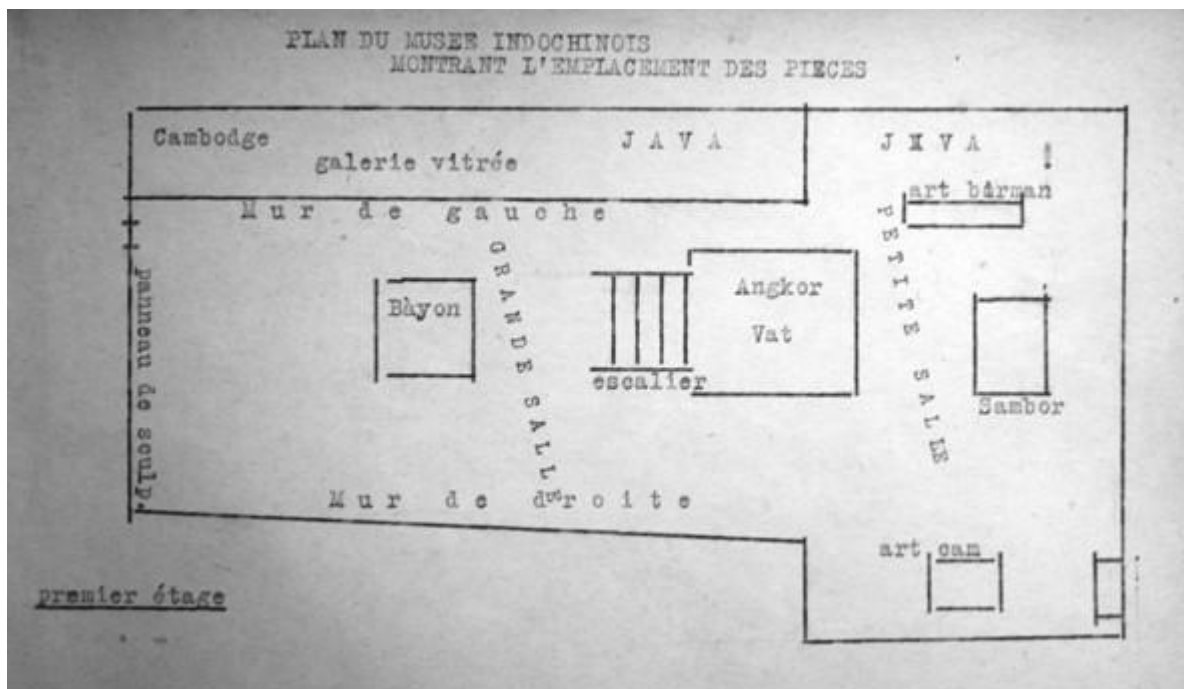 PLAN DU MUSEE INDOCHINOIS
MONTRANT L'EMPLACEMENT DES PIECES
Cambodge
galerie vitrée
JAVA
JAVA
art birman
Mur de gauche
GRANDE SALLE
PETITE SALLE
panneau de sculp.
Bàyon
escalier
Angkor
Vat
Sambor
Mur de droite
art cam
premier étage